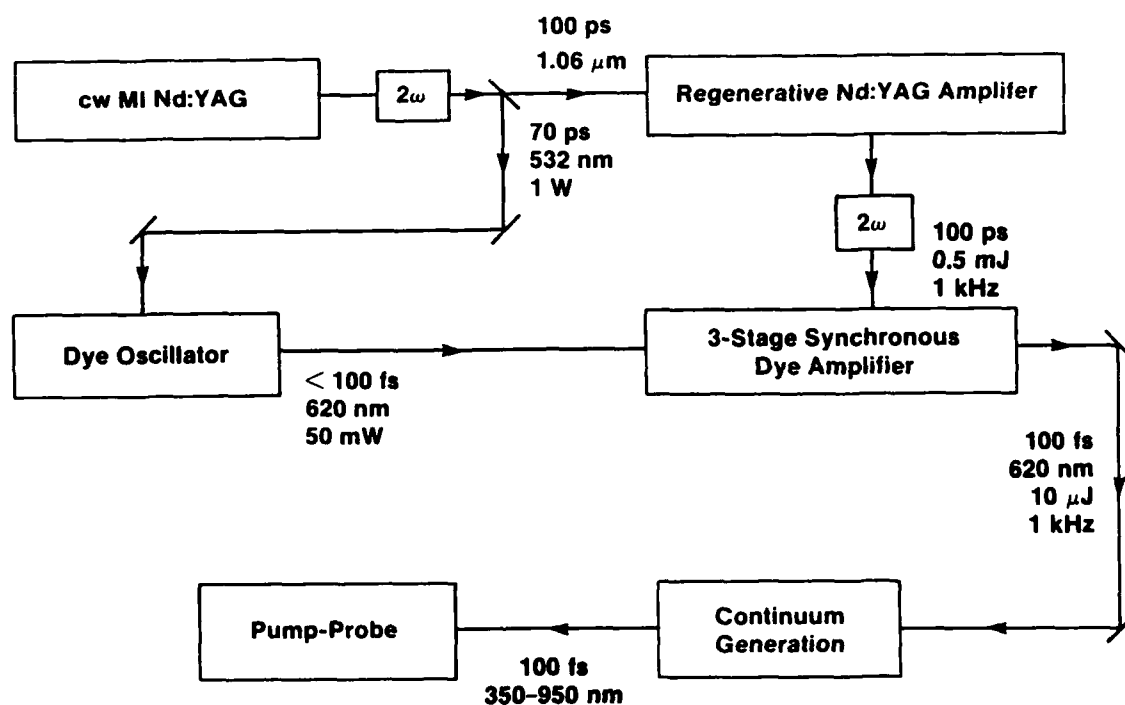 100 ps
1.06 μm
cw Ml Nd:YAG
2ω
Regenerative Nd:YAG Amplifer
70 ps
532 nm
1 W
2ω
100 ps
0.5 mJ
1 kHz
Dye Oscillator
3-Stage Synchronous
Dye Amplifier
< 100 fs
620 nm
50 mW
100 fs
620 nm
10 μJ
1 kHz
Pump-Probe
Continuum
Generation
100 fs
350–950 nm